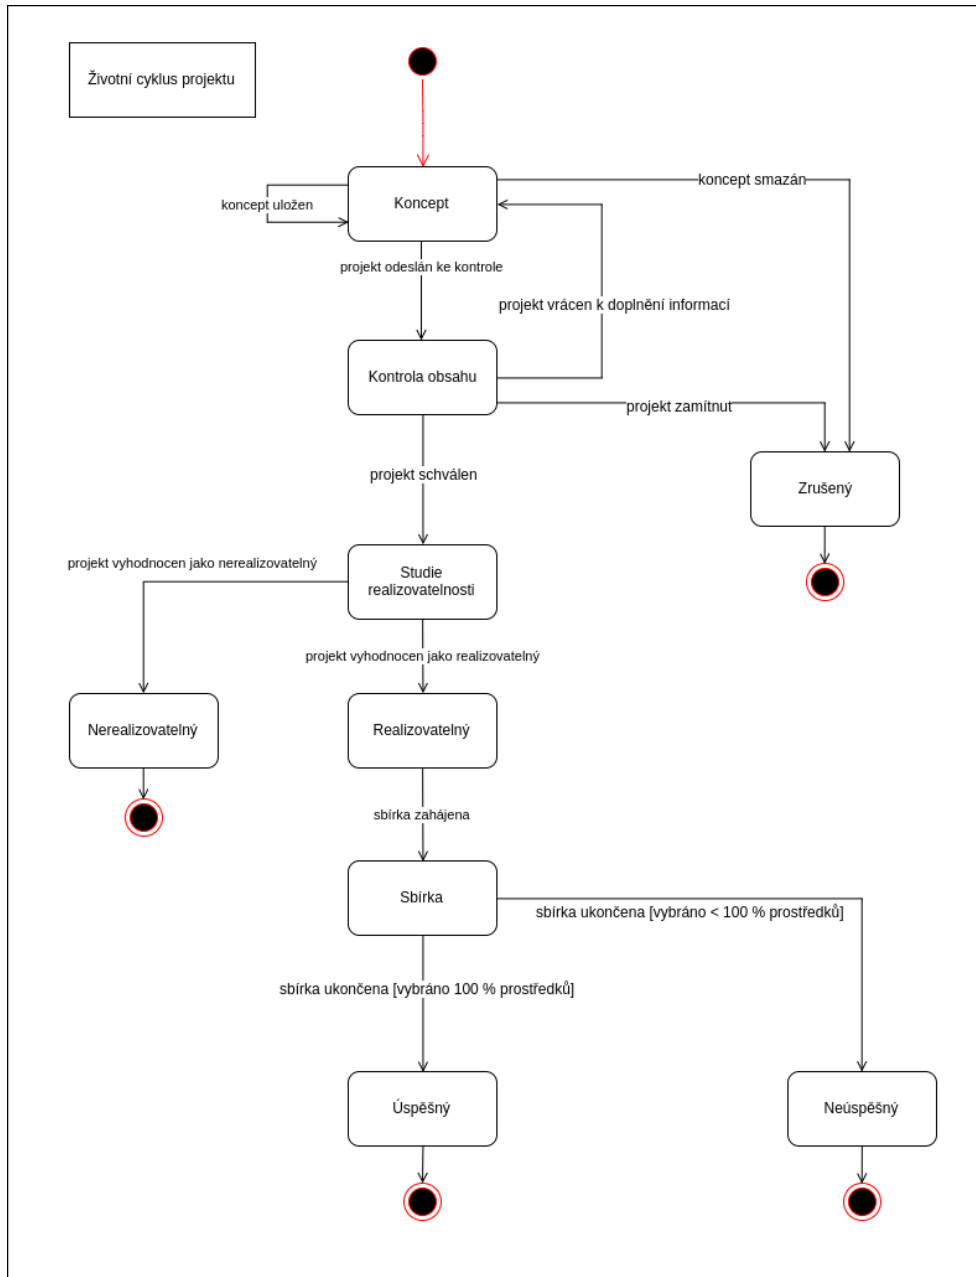 Životní cyklus projektu
koncept smazán
Koncept
koncept uložen
projekt odeslán ke kontrole
projekt vrácen k doplnění informací
Kontrola obsahu
projekt zamítnut
projekt schválen
Zrušený
projekt vyhodnocen jako nerealizovatelný
Studie
realizovatelnosti
projekt vyhodnocen jako realizovatelný
Nerealizovatelný
Realizovatelný
sbírka zahájena
Sbírka
sbírka ukončena [vybráno < 100 % prostředků]
sbírka ukončena [vybráno 100 % prostředků]
Úspěšný
Neúspěšný